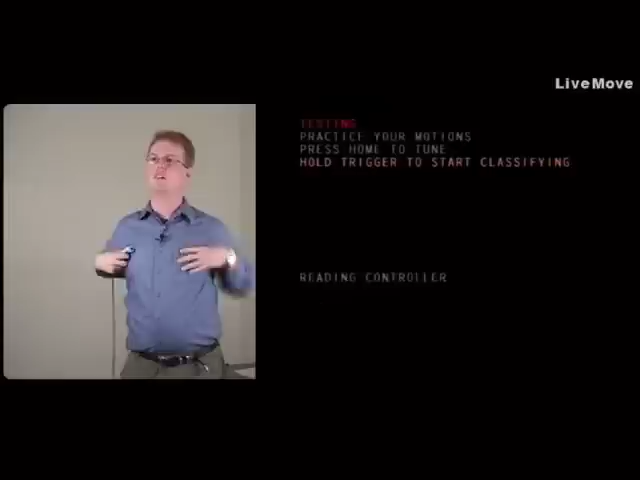 LiveMove
TESTING
PRACTICE YOUR MOTIONS
PRESS HOME TO TUNE
HOLD TRIGGER TO START CLASSIFYING
READING CONTROLLER